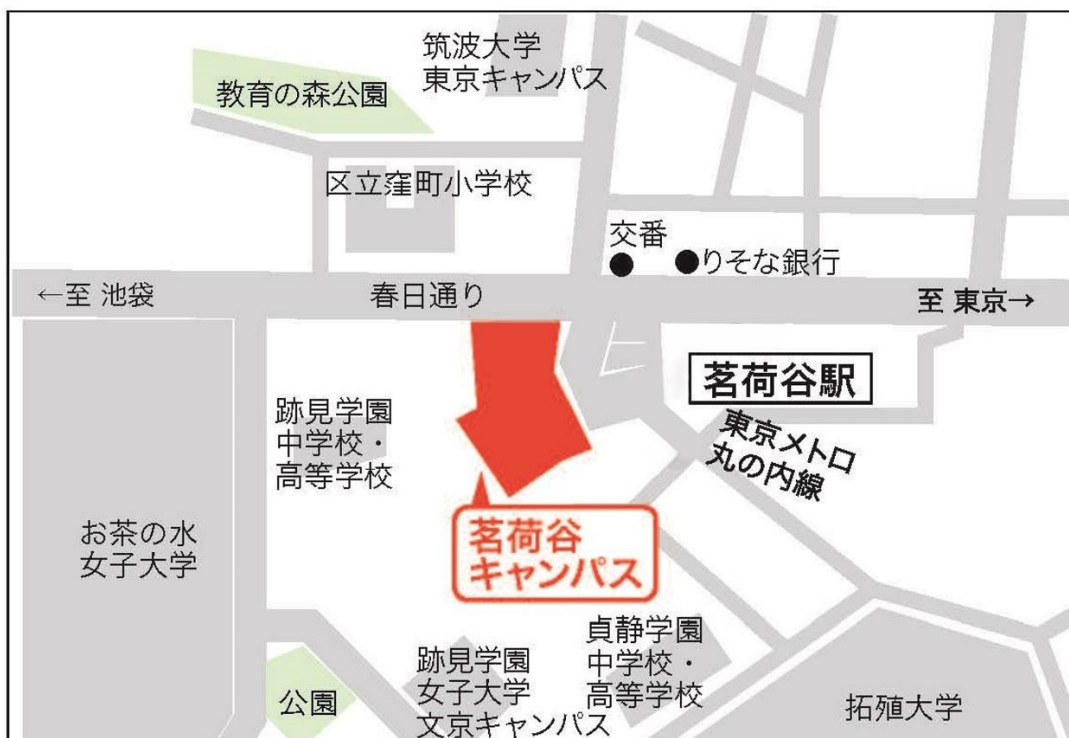 筑波大学
東京キャンパス
教育の森公園
区立窪町小学校
交番
りそな銀行
←至 池袋
春日通り
至 東京→
茗荷谷駅
東京メトロ
丸の内線
跡見学園
中学校・
高等学校
お茶の水
女子大学
茗荷谷
キャンパス
跡見学園
女子大学
文京キャンパス
貞静学園
中学校・
高等学校
公園
拓殖大学